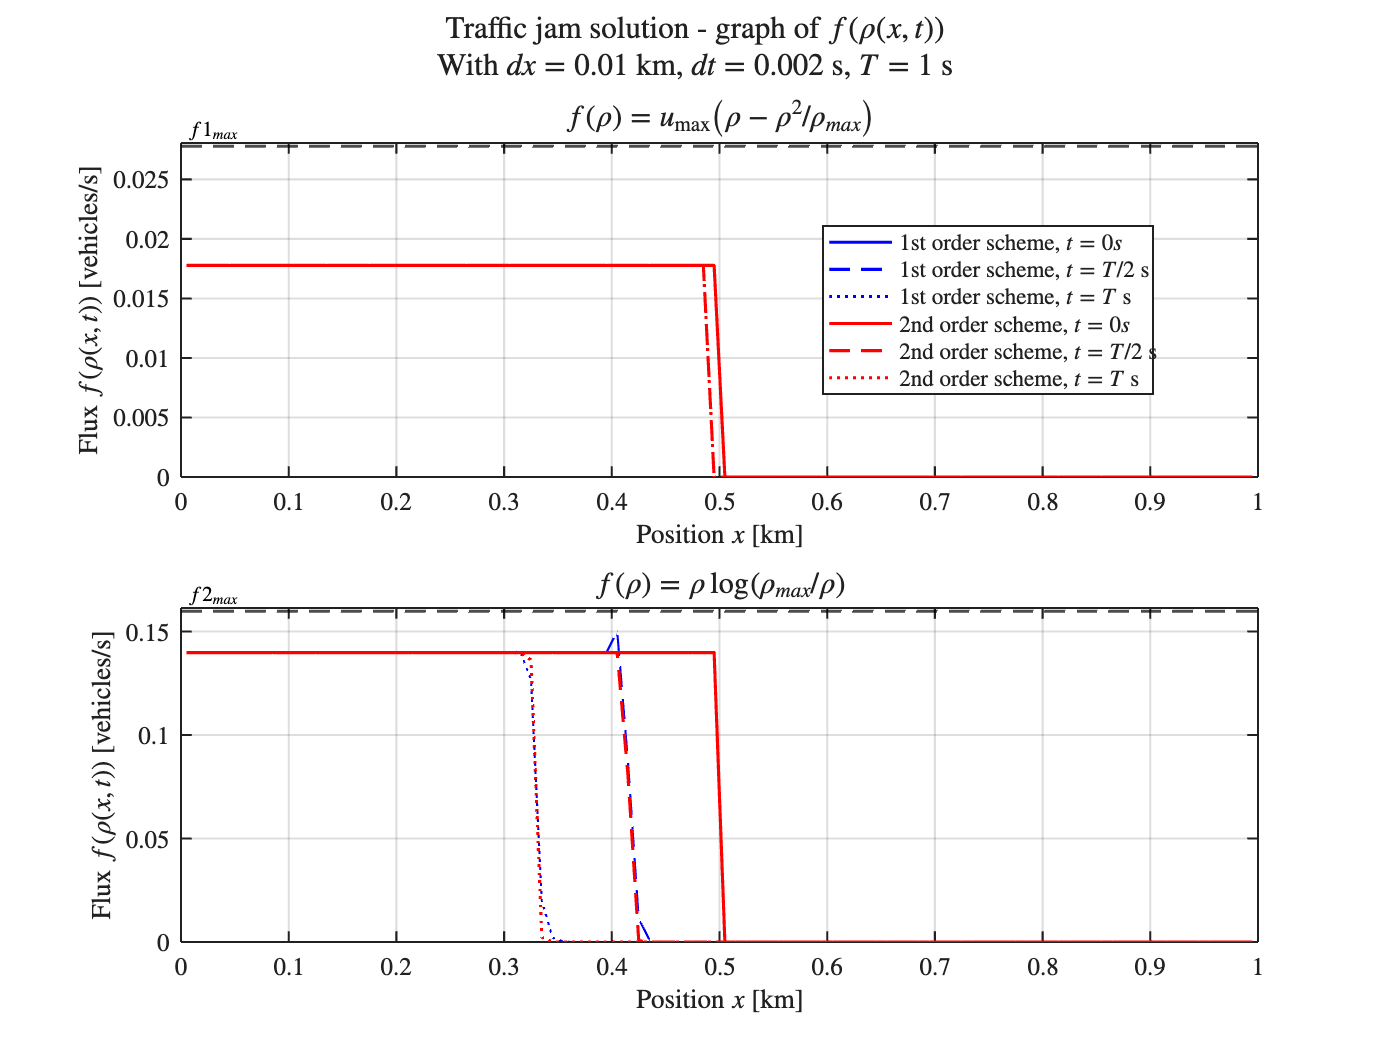 Traffic jam solution - graph of f(ρ(x, t))
With dx = 0.01 km, dt = 0.002 s, T = 1 s
f(ρ) = u_max(ρ − ρ²/ρ_max)
f1_max
0.025
0.02
0.015
0.01
0.005
0
Flux f(ρ(x, t)) [vehicles/s]
1st order scheme, t = 0s
1st order scheme, t = T/2 s
1st order scheme, t = T s
2nd order scheme, t = 0s
2nd order scheme, t = T/2 s
2nd order scheme, t = T s
0 0.1 0.2 0.3 0.4 0.5 0.6 0.7 0.8 0.9 1
Position x [km]
f(ρ) = ρ log(ρ_max/ρ)
f2_max
0.15
0.1
0.05
0
Flux f(ρ(x, t)) [vehicles/s]
0 0.1 0.2 0.3 0.4 0.5 0.6 0.7 0.8 0.9 1
Position x [km]